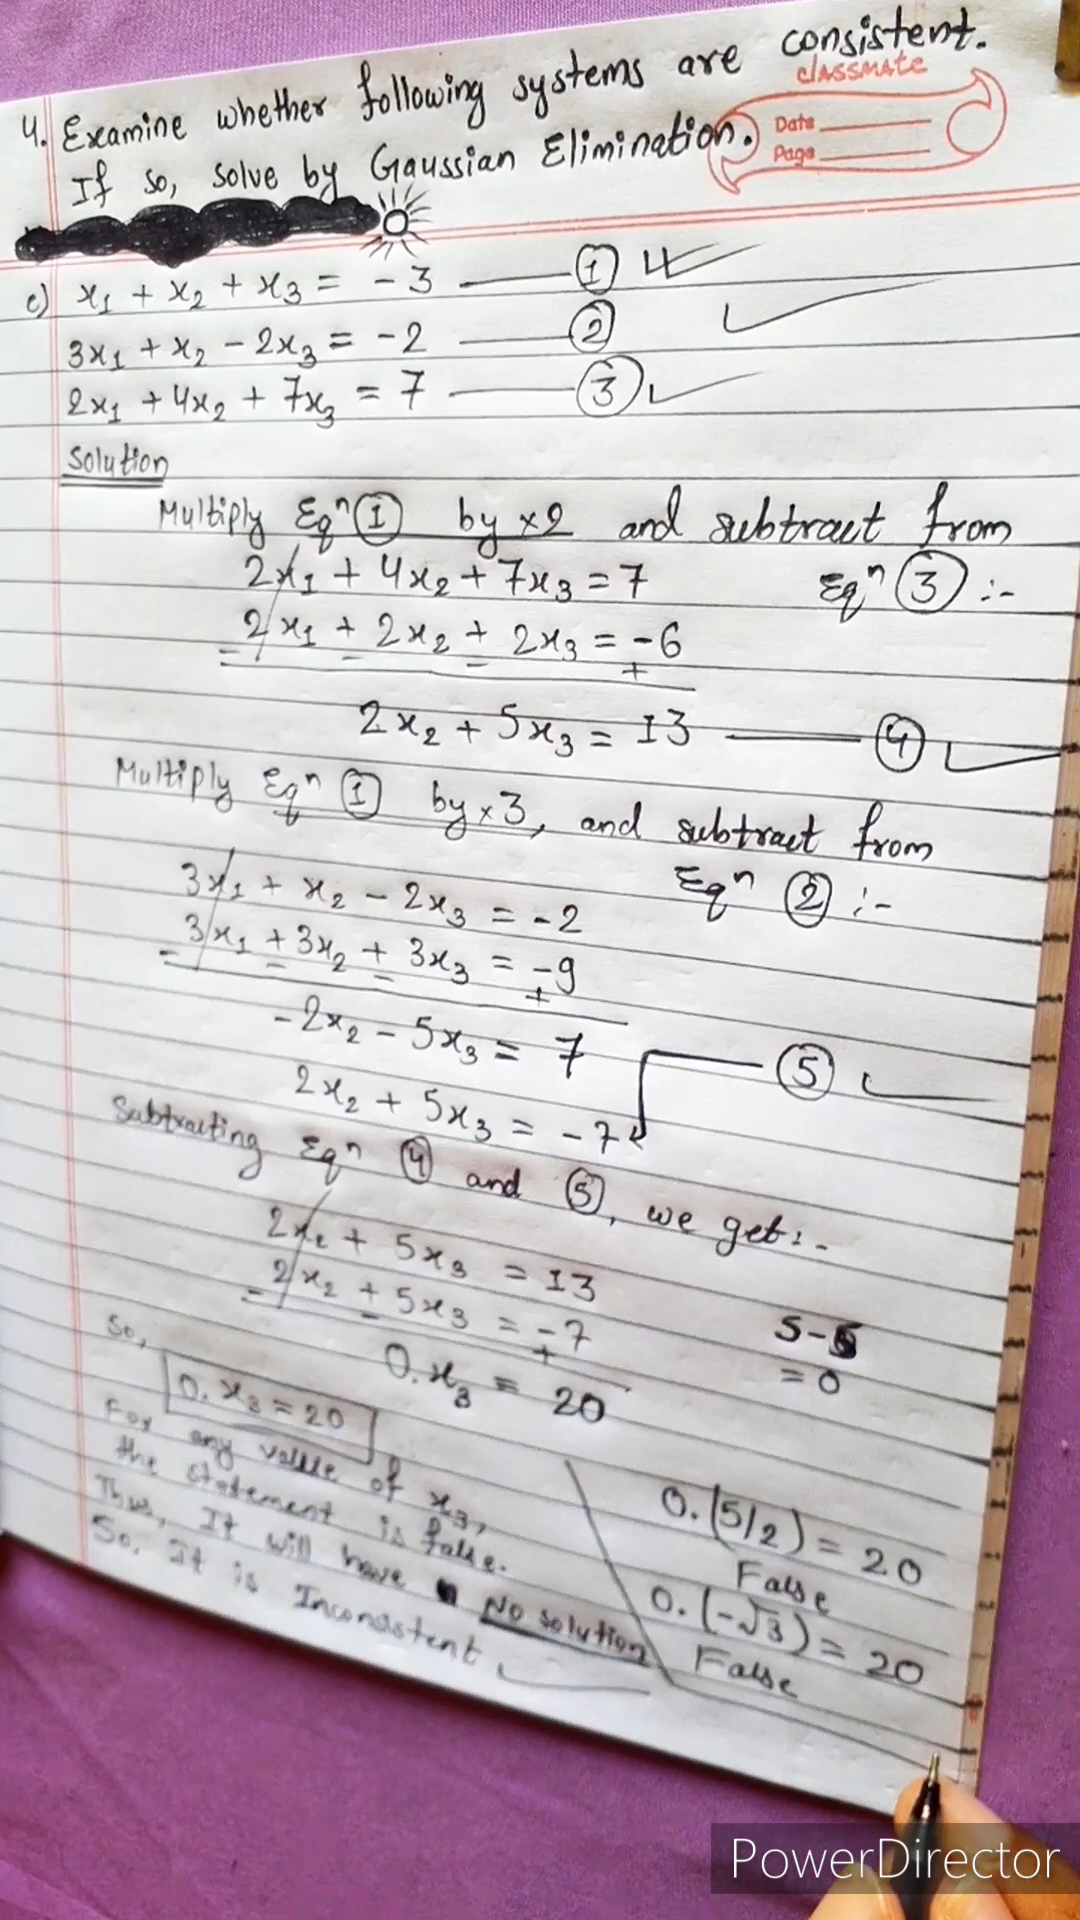 4. Examine whether following systems are consistent.
If so, solve by Gaussian Elimination.
classmate
Date
Page
c) x₁ + x₂ + x₃ = -3 ①
3x₁ + x₂ - 2x₃ = -2 ②
2x₁ + 4x₂ + 7x₃ = 7 ③
Solution
Multiply Eqⁿ ① by ×2 and subtract from
Eqⁿ ③ :-
2x₁ + 4x₂ + 7x₃ = 7
2x₁ + 2x₂ + 2x₃ = -6
- - - +
2x₂ + 5x₃ = 13 ④
Multiply Eqⁿ ① by ×3, and subtract from
Eqⁿ ② :-
3x₁ + x₂ - 2x₃ = -2
3x₁ + 3x₂ + 3x₃ = -9
- - - +
-2x₂ - 5x₃ = 7
2x₂ + 5x₃ = -7 ⑤
Subtracting Eqⁿ ④ and ⑤, we get:-
2x₂ + 5x₃ = 13
2x₂ + 5x₃ = -7
- - +
0.x₃ = 20
5-5
= 0
So,
0.x₃ = 20
For any value of x₃,
the statement is false.
Thus, It will have No solution
So, It is Inconsistent
0.(5/2) = 20
False
0.(-√3) = 20
False
PowerDirector